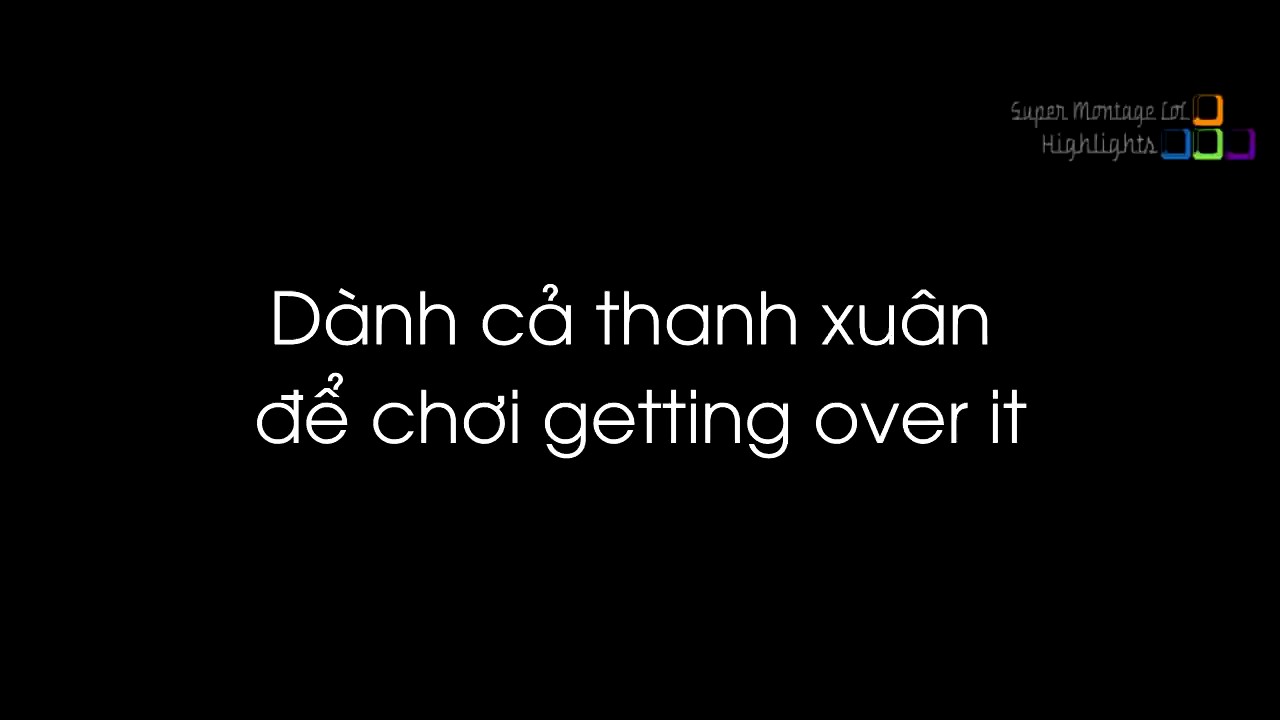 Super Montage LoL
Highlights
Dành cả thanh xuân
để chơi getting over it